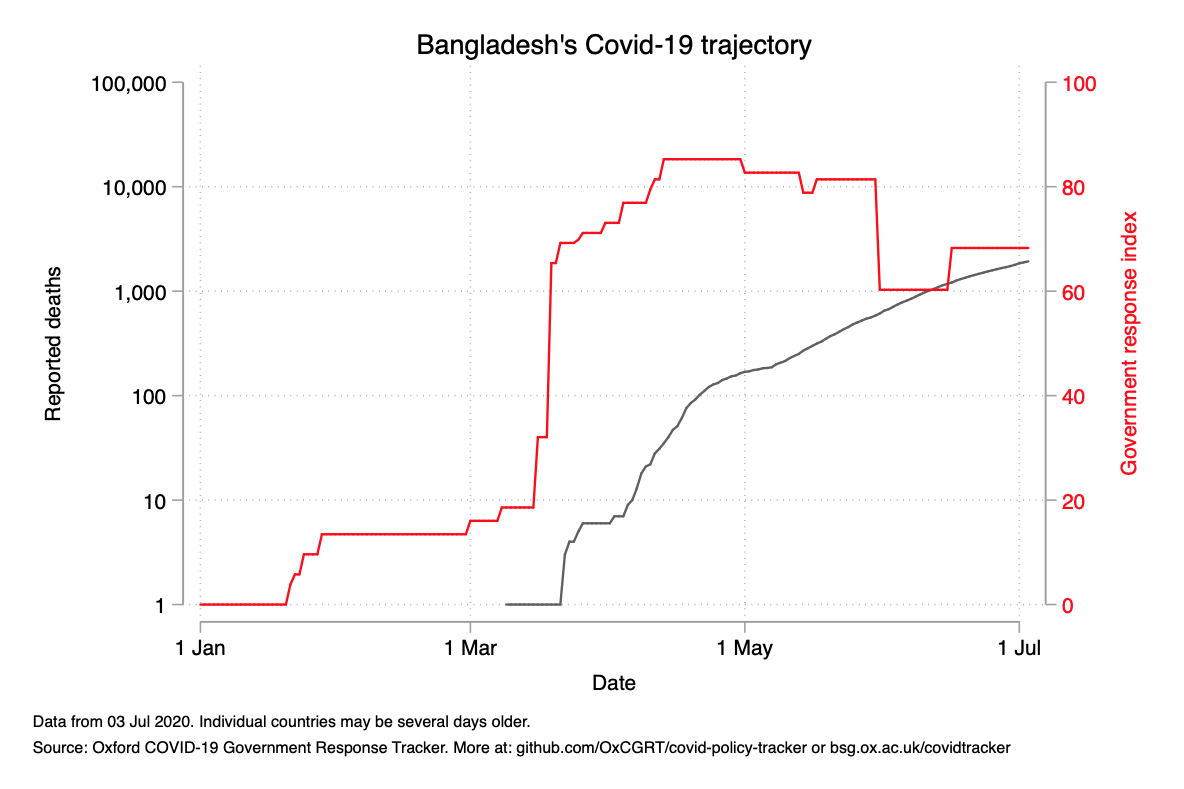 Bangladesh's Covid-19 trajectory
100,000
10,000
1,000
100
10
1
Reported deaths
100
80
60
40
20
0
Government response index
1 Jan
1 Mar
1 May
1 Jul
Date
Data from 03 Jul 2020. Individual countries may be several days older.
Source: Oxford COVID-19 Government Response Tracker. More at: github.com/OxCGRT/covid-policy-tracker or bsg.ox.ac.uk/covidtracker